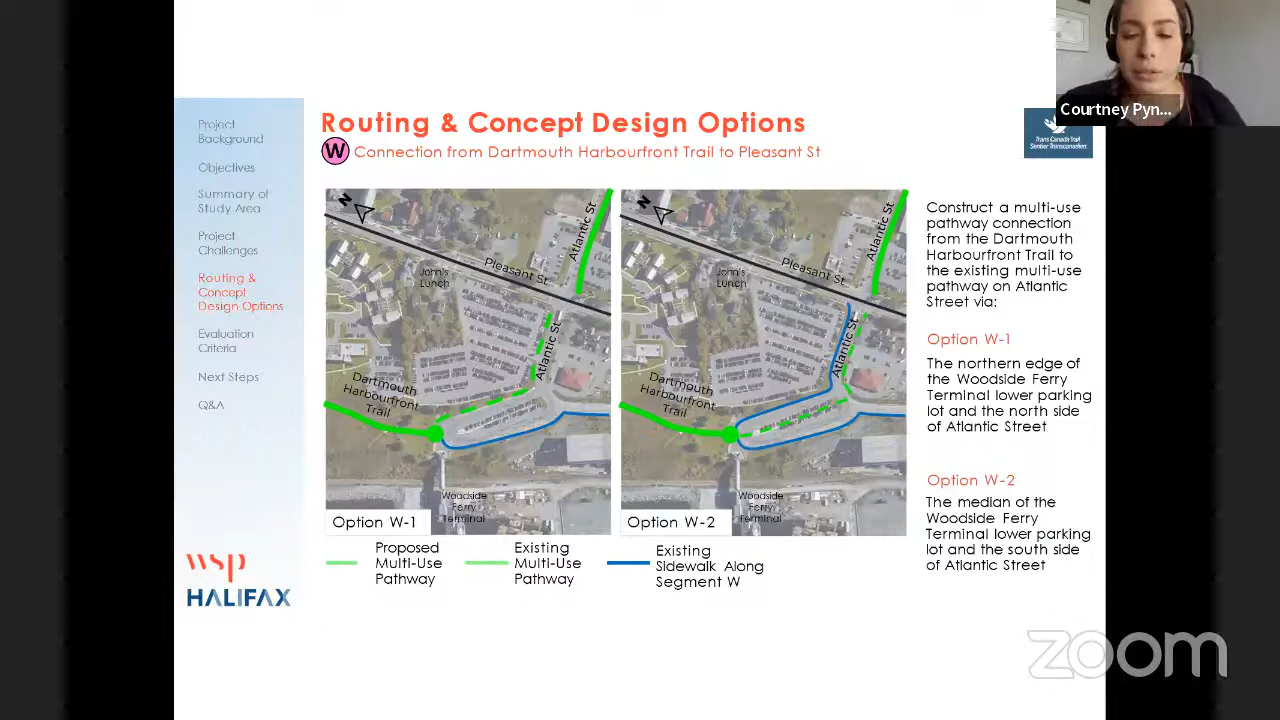 Courtney Pyn...
Trans Canada Trail
Sentier Transcanadien
Project
Background
Objectives
Summary of
Study Area
Project
Challenges
Routing &
Concept
Design Options
Evaluation
Criteria
Next Steps
Q&A
wsp
HALIFAX
Routing & Concept Design Options
W Connection from Dartmouth Harbourfront Trail to Pleasant St
N
Atlantic St
Pleasant St
John's
Lunch
Atlantic St
Dartmouth
Harbourfront
Trail
Woodside
Ferry
Terminal
Option W-1
N
Atlantic St
Pleasant St
John's
Lunch
Atlantic St
Dartmouth
Harbourfront
Trail
Woodside
Ferry
Terminal
Option W-2
Proposed
Multi-Use
Pathway
Existing
Multi-Use
Pathway
Existing
Sidewalk Along
Segment W
Construct a multi-use
pathway connection
from the Dartmouth
Harbourfront Trail to
the existing multi-use
pathway on Atlantic
Street via:
Option W-1
The northern edge of
the Woodside Ferry
Terminal lower parking
lot and the north side
of Atlantic Street
Option W-2
The median of the
Woodside Ferry
Terminal lower parking
lot and the south side
of Atlantic Street
zoom